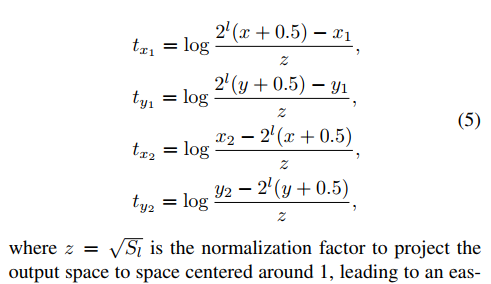 t_{x_1} = \log \frac{2^l(x + 0.5) - x_1}{z},
t_{y_1} = \log \frac{2^l(y + 0.5) - y_1}{z},
t_{x_2} = \log \frac{x_2 - 2^l(x + 0.5)}{z},
t_{y_2} = \log \frac{y_2 - 2^l(y + 0.5)}{z},
(5)
where z = \sqrt{S_l} is the normalization factor to project the
output space to space centered around 1, leading to an eas-